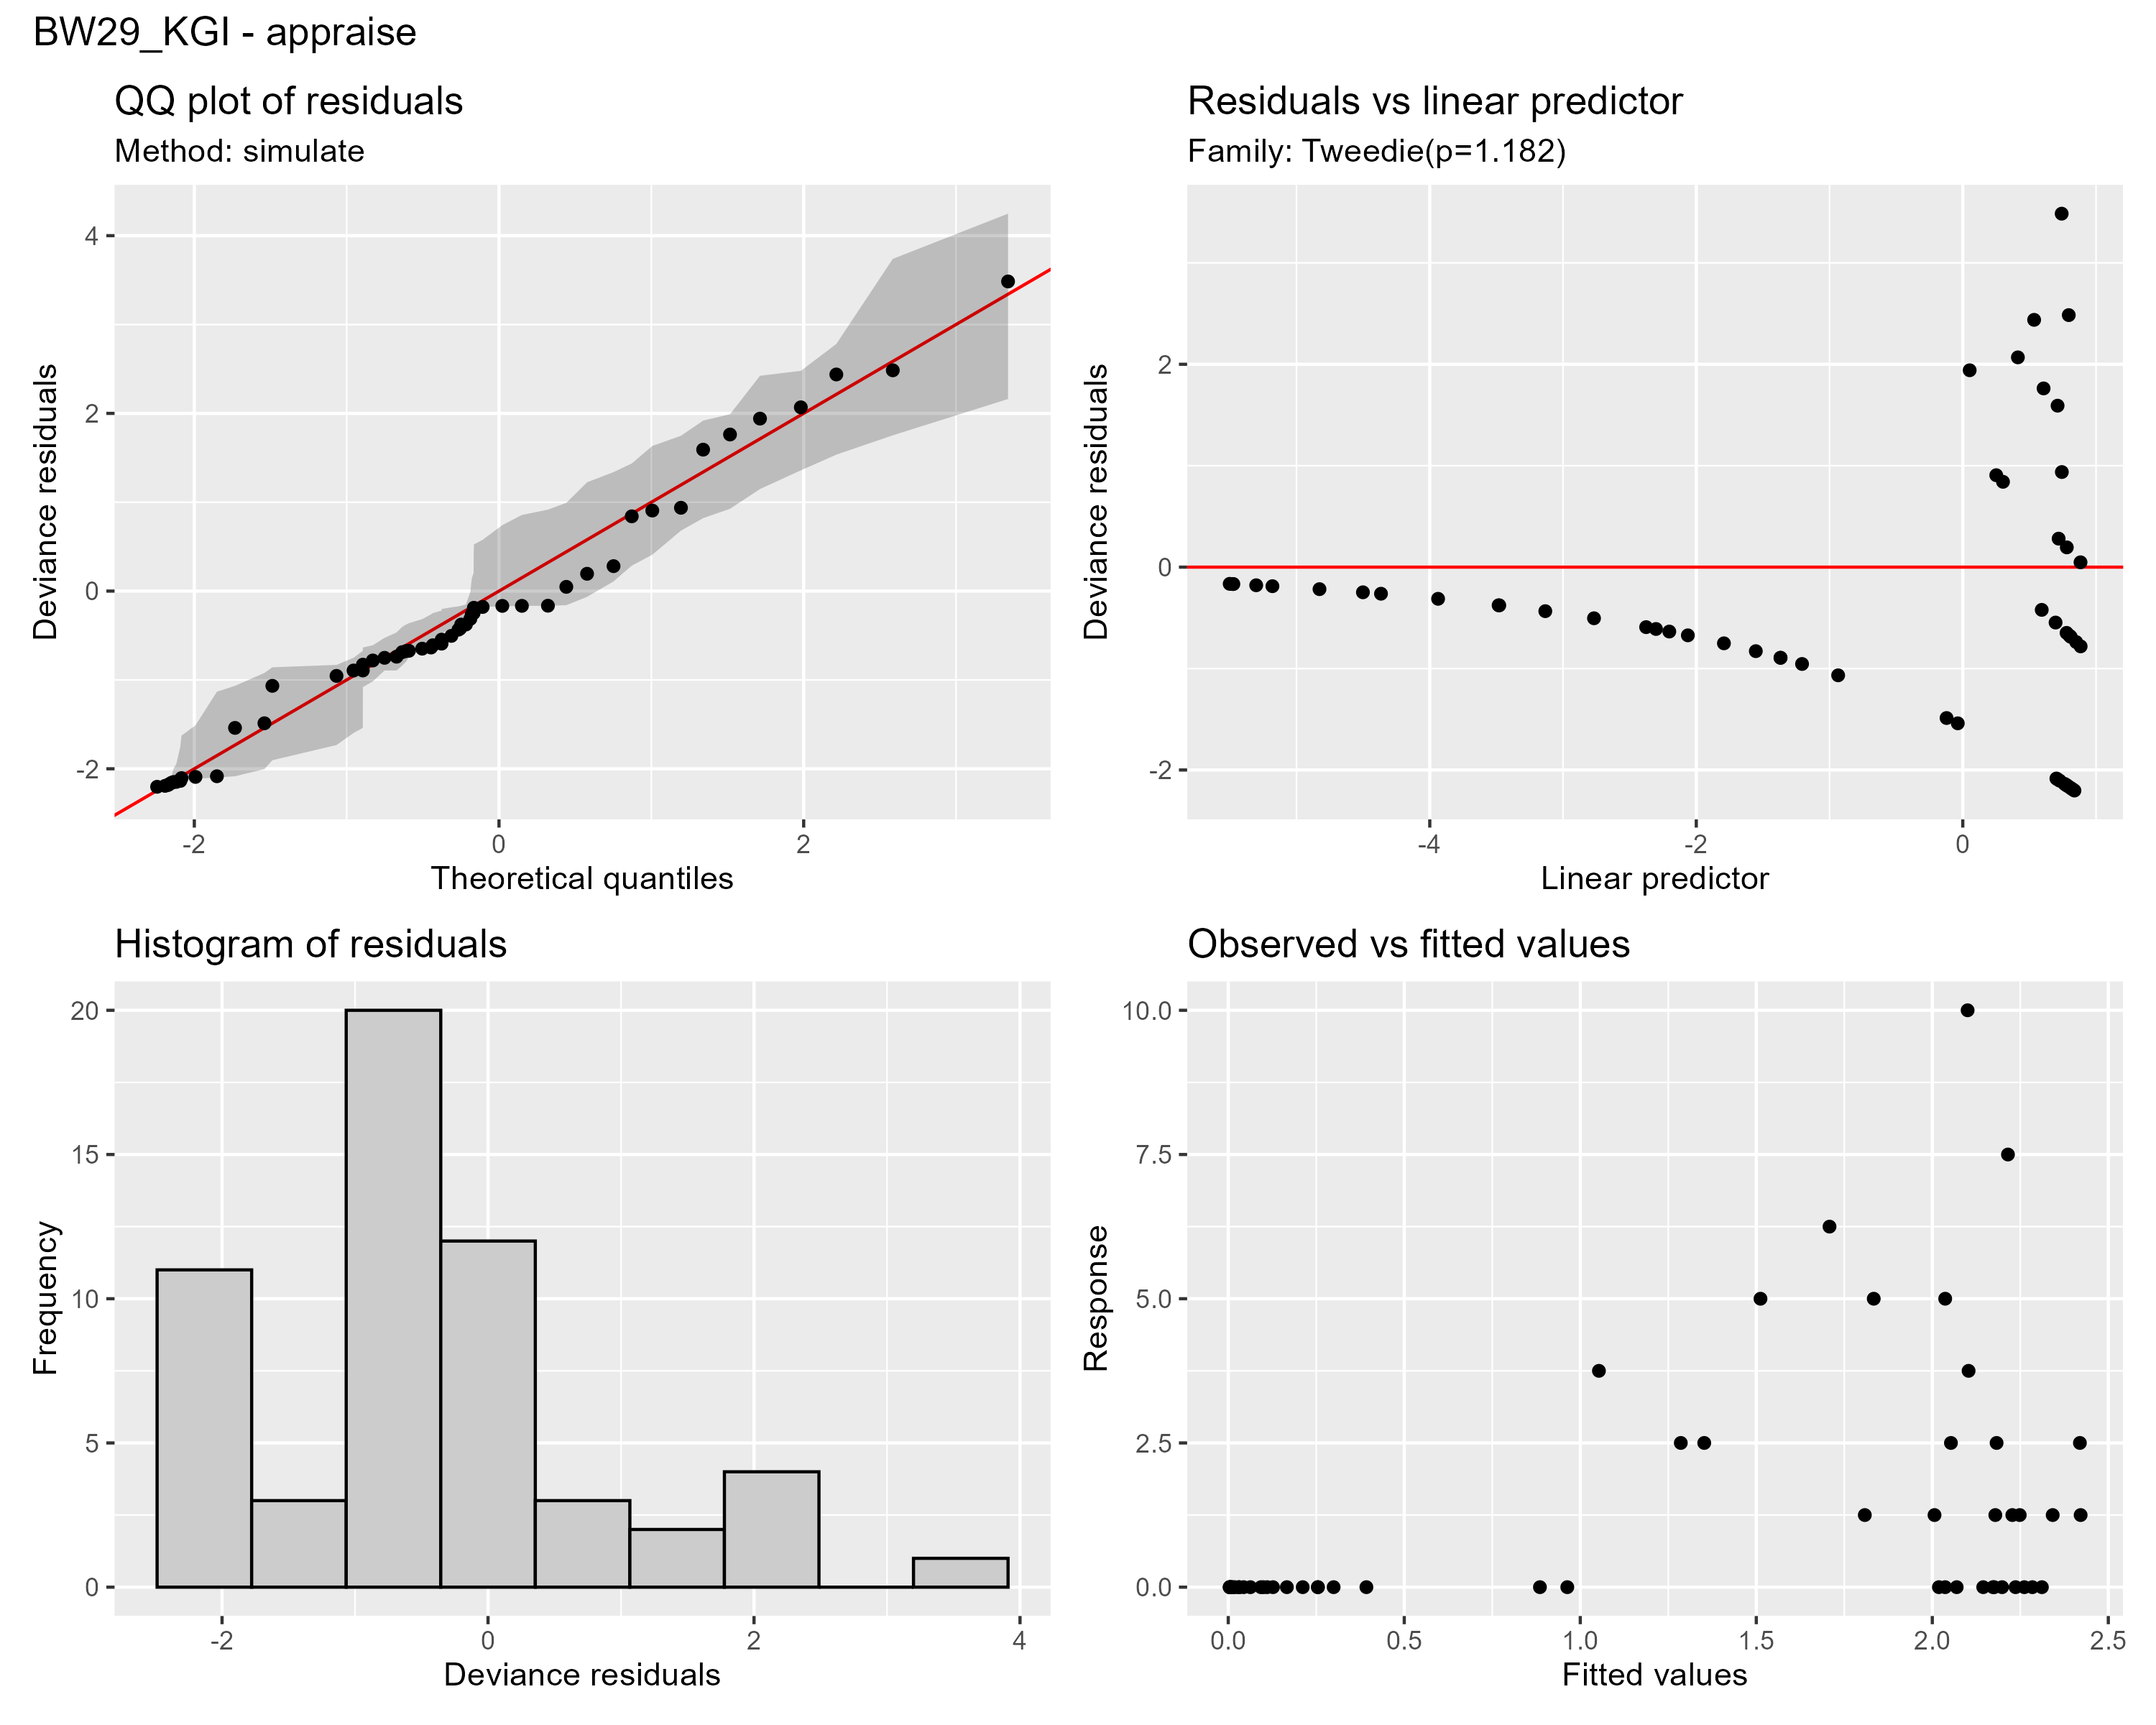 BW29_KGI - appraise
QQ plot of residuals
Method: simulate
4
2
0
-2
Deviance residuals
-2
0
2
Theoretical quantiles
Residuals vs linear predictor
Family: Tweedie(p=1.182)
2
0
-2
Deviance residuals
-4
-2
0
Linear predictor
Histogram of residuals
20
15
10
5
0
Frequency
-2
0
2
4
Deviance residuals
Observed vs fitted values
10.0
7.5
5.0
2.5
0.0
Response
0.0
0.5
1.0
1.5
2.0
2.5
Fitted values